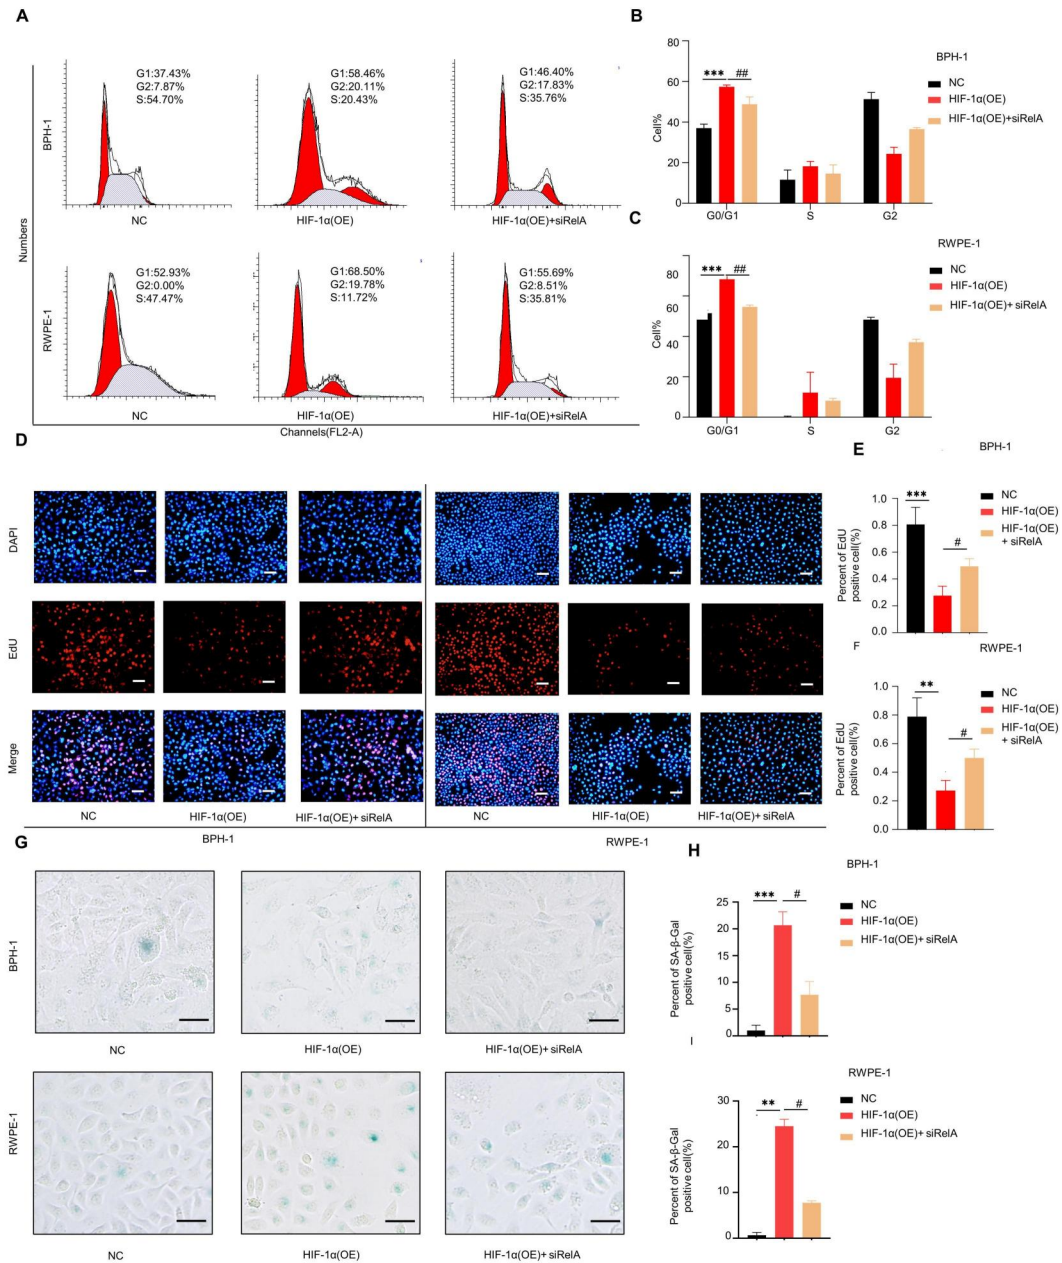 A
G1:37.43%
G2:7.87%
S:54.70%
G1:58.46%
G2:20.11%
S:20.43%
G1:46.40%
G2:17.83%
S:35.76%
BPH-1
NC
HIF-1α(OE)
HIF-1α(OE)+siRelA
Numbers
G1:52.93%
G2:0.00%
S:47.47%
G1:68.50%
G2:19.78%
S:11.72%
G1:55.69%
G2:8.51%
S:35.81%
RWPE-1
NC
HIF-1α(OE)
HIF-1α(OE)+siRelA
Channels(FL2-A)
B
BPH-1
NC
HIF-1α(OE)
HIF-1α(OE)+siRelA
Cell%
80
60
40
20
0
*** ##
G0/G1 S G2
C
RWPE-1
NC
HIF-1α(OE)
HIF-1α(OE)+ siRelA
Cell%
80
60
40
20
0
*** ##
G0/G1 S G2
D
DAPI
EdU
Merge
NC
HIF-1α(OE)
HIF-1α(OE)+ siRelA
NC
HIF-1α(OE)
HIF-1α(OE)+ siRelA
BPH-1
RWPE-1
E
BPH-1
NC
HIF-1α(OE)
HIF-1α(OE)
+ siRelA
Percent of EdU
positive cell(%)
1.0
0.8
0.6
0.4
0.2
0.0
***
#
F
RWPE-1
NC
HIF-1α(OE)
HIF-1α(OE)
+ siRelA
Percent of EdU
positive cell(%)
1.0
0.8
0.6
0.4
0.2
0.0
**
#
G
BPH-1
NC
HIF-1α(OE)
HIF-1α(OE)+ siRelA
RWPE-1
NC
HIF-1α(OE)
HIF-1α(OE)+ siRelA
H
BPH-1
NC
HIF-1α(OE)
HIF-1α(OE)+ siRelA
Percent of SA-β-Gal
positive cell(%)
25
20
15
10
5
0
*** #
I
RWPE-1
NC
HIF-1α(OE)
HIF-1α(OE)+ siRelA
Percent of SA-β-Gal
positive cell(%)
30
20
10
0
** #